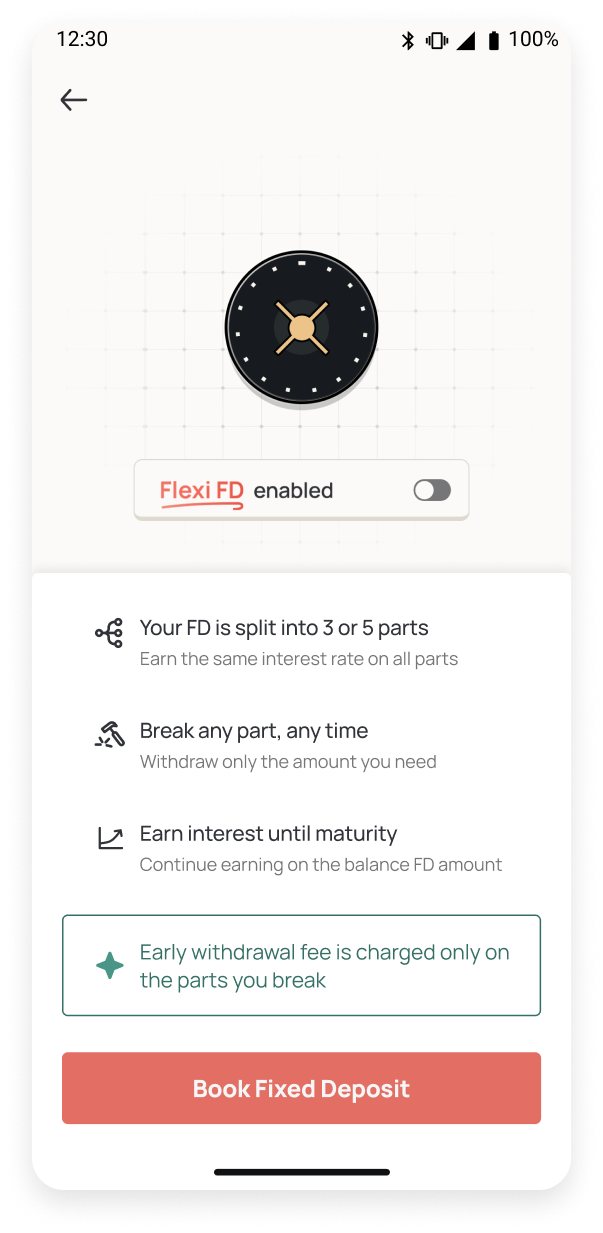 12:30 100%
Flexi FD enabled
Your FD is split into 3 or 5 parts
Earn the same interest rate on all parts
Break any part, any time
Withdraw only the amount you need
Earn interest until maturity
Continue earning on the balance FD amount
Early withdrawal fee is charged only on
the parts you break
Book Fixed Deposit